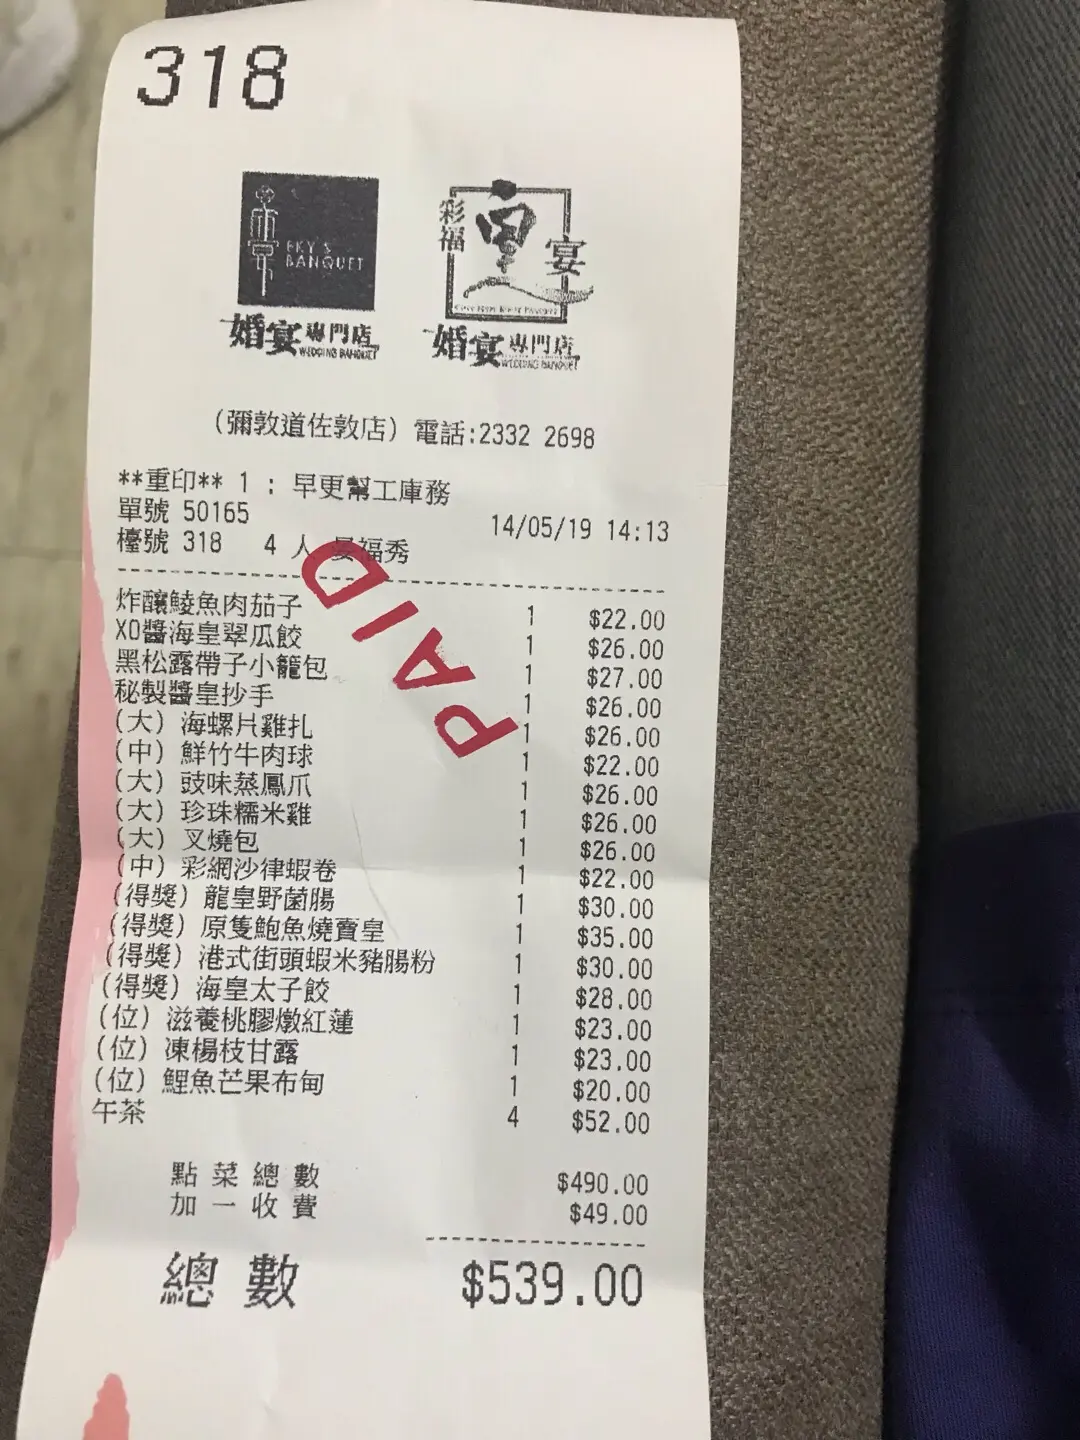 318
SKY'S
BANQUET
彩福
皇
宴
婚宴專門店
WEDDING BANQUET
婚宴專門店
WEDDING BANQUET
(彌敦道佐敦店) 電話:2332 2698
**重印** 1 : 早更幫工庫務
單號 50165
14/05/19 14:13
檯號 318 4 人 晏福秀
PAID
炸釀鯪魚肉茄子 1 $22.00
XO醬海皇翠瓜餃 1 $26.00
黑松露帶子小籠包 1 $27.00
秘製醬皇抄手 1 $26.00
(大) 海螺片雞扎 1 $26.00
(中) 鮮竹牛肉球 1 $22.00
(大) 豉味蒸鳳爪 1 $26.00
(大) 珍珠糯米雞 1 $26.00
(大) 叉燒包 1 $26.00
(中) 彩網沙律蝦卷 1 $22.00
(得獎) 龍皇野菌腸 1 $30.00
(得獎) 原隻鮑魚燒賣皇 1 $35.00
(得獎) 港式街頭蝦米豬腸粉 1 $30.00
(得獎) 海皇太子餃 1 $28.00
(位) 滋養桃膠燉紅蓮 1 $23.00
(位) 凍楊枝甘露 1 $23.00
(位) 鯉魚芒果布甸 1 $20.00
午茶 4 $52.00
點菜總數 $490.00
加一收費 $49.00
總數 $539.00